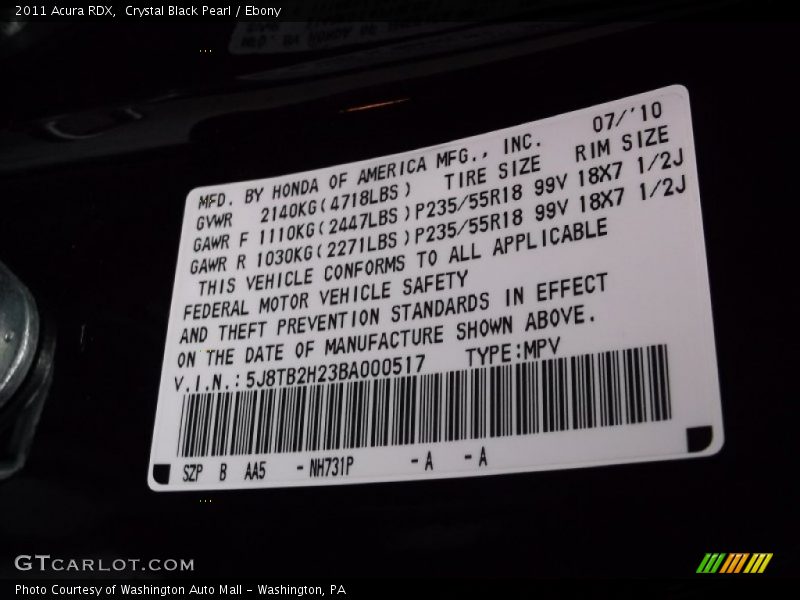 2011 Acura RDX,  Crystal Black Pearl / Ebony
MFD. BY HONDA OF AMERICA MFG., INC. 07/'10
GVWR 2140KG(4718LBS) TIRE SIZE RIM SIZE
GAWR F 1110KG(2447LBS)P235/55R18 99V 18X7 1/2J
GAWR R 1030KG(2271LBS)P235/55R18 99V 18X7 1/2J
THIS VEHICLE CONFORMS TO ALL APPLICABLE
FEDERAL MOTOR VEHICLE SAFETY
AND THEFT PREVENTION STANDARDS IN EFFECT
ON THE DATE OF MANUFACTURE SHOWN ABOVE.
V.I.N.:5J8TB2H23BA000517 TYPE:MPV
SZP B AA5 -NH731P -A -A
GTCARLOT.COM
Photo Courtesy of Washington Auto Mall - Washington, PA